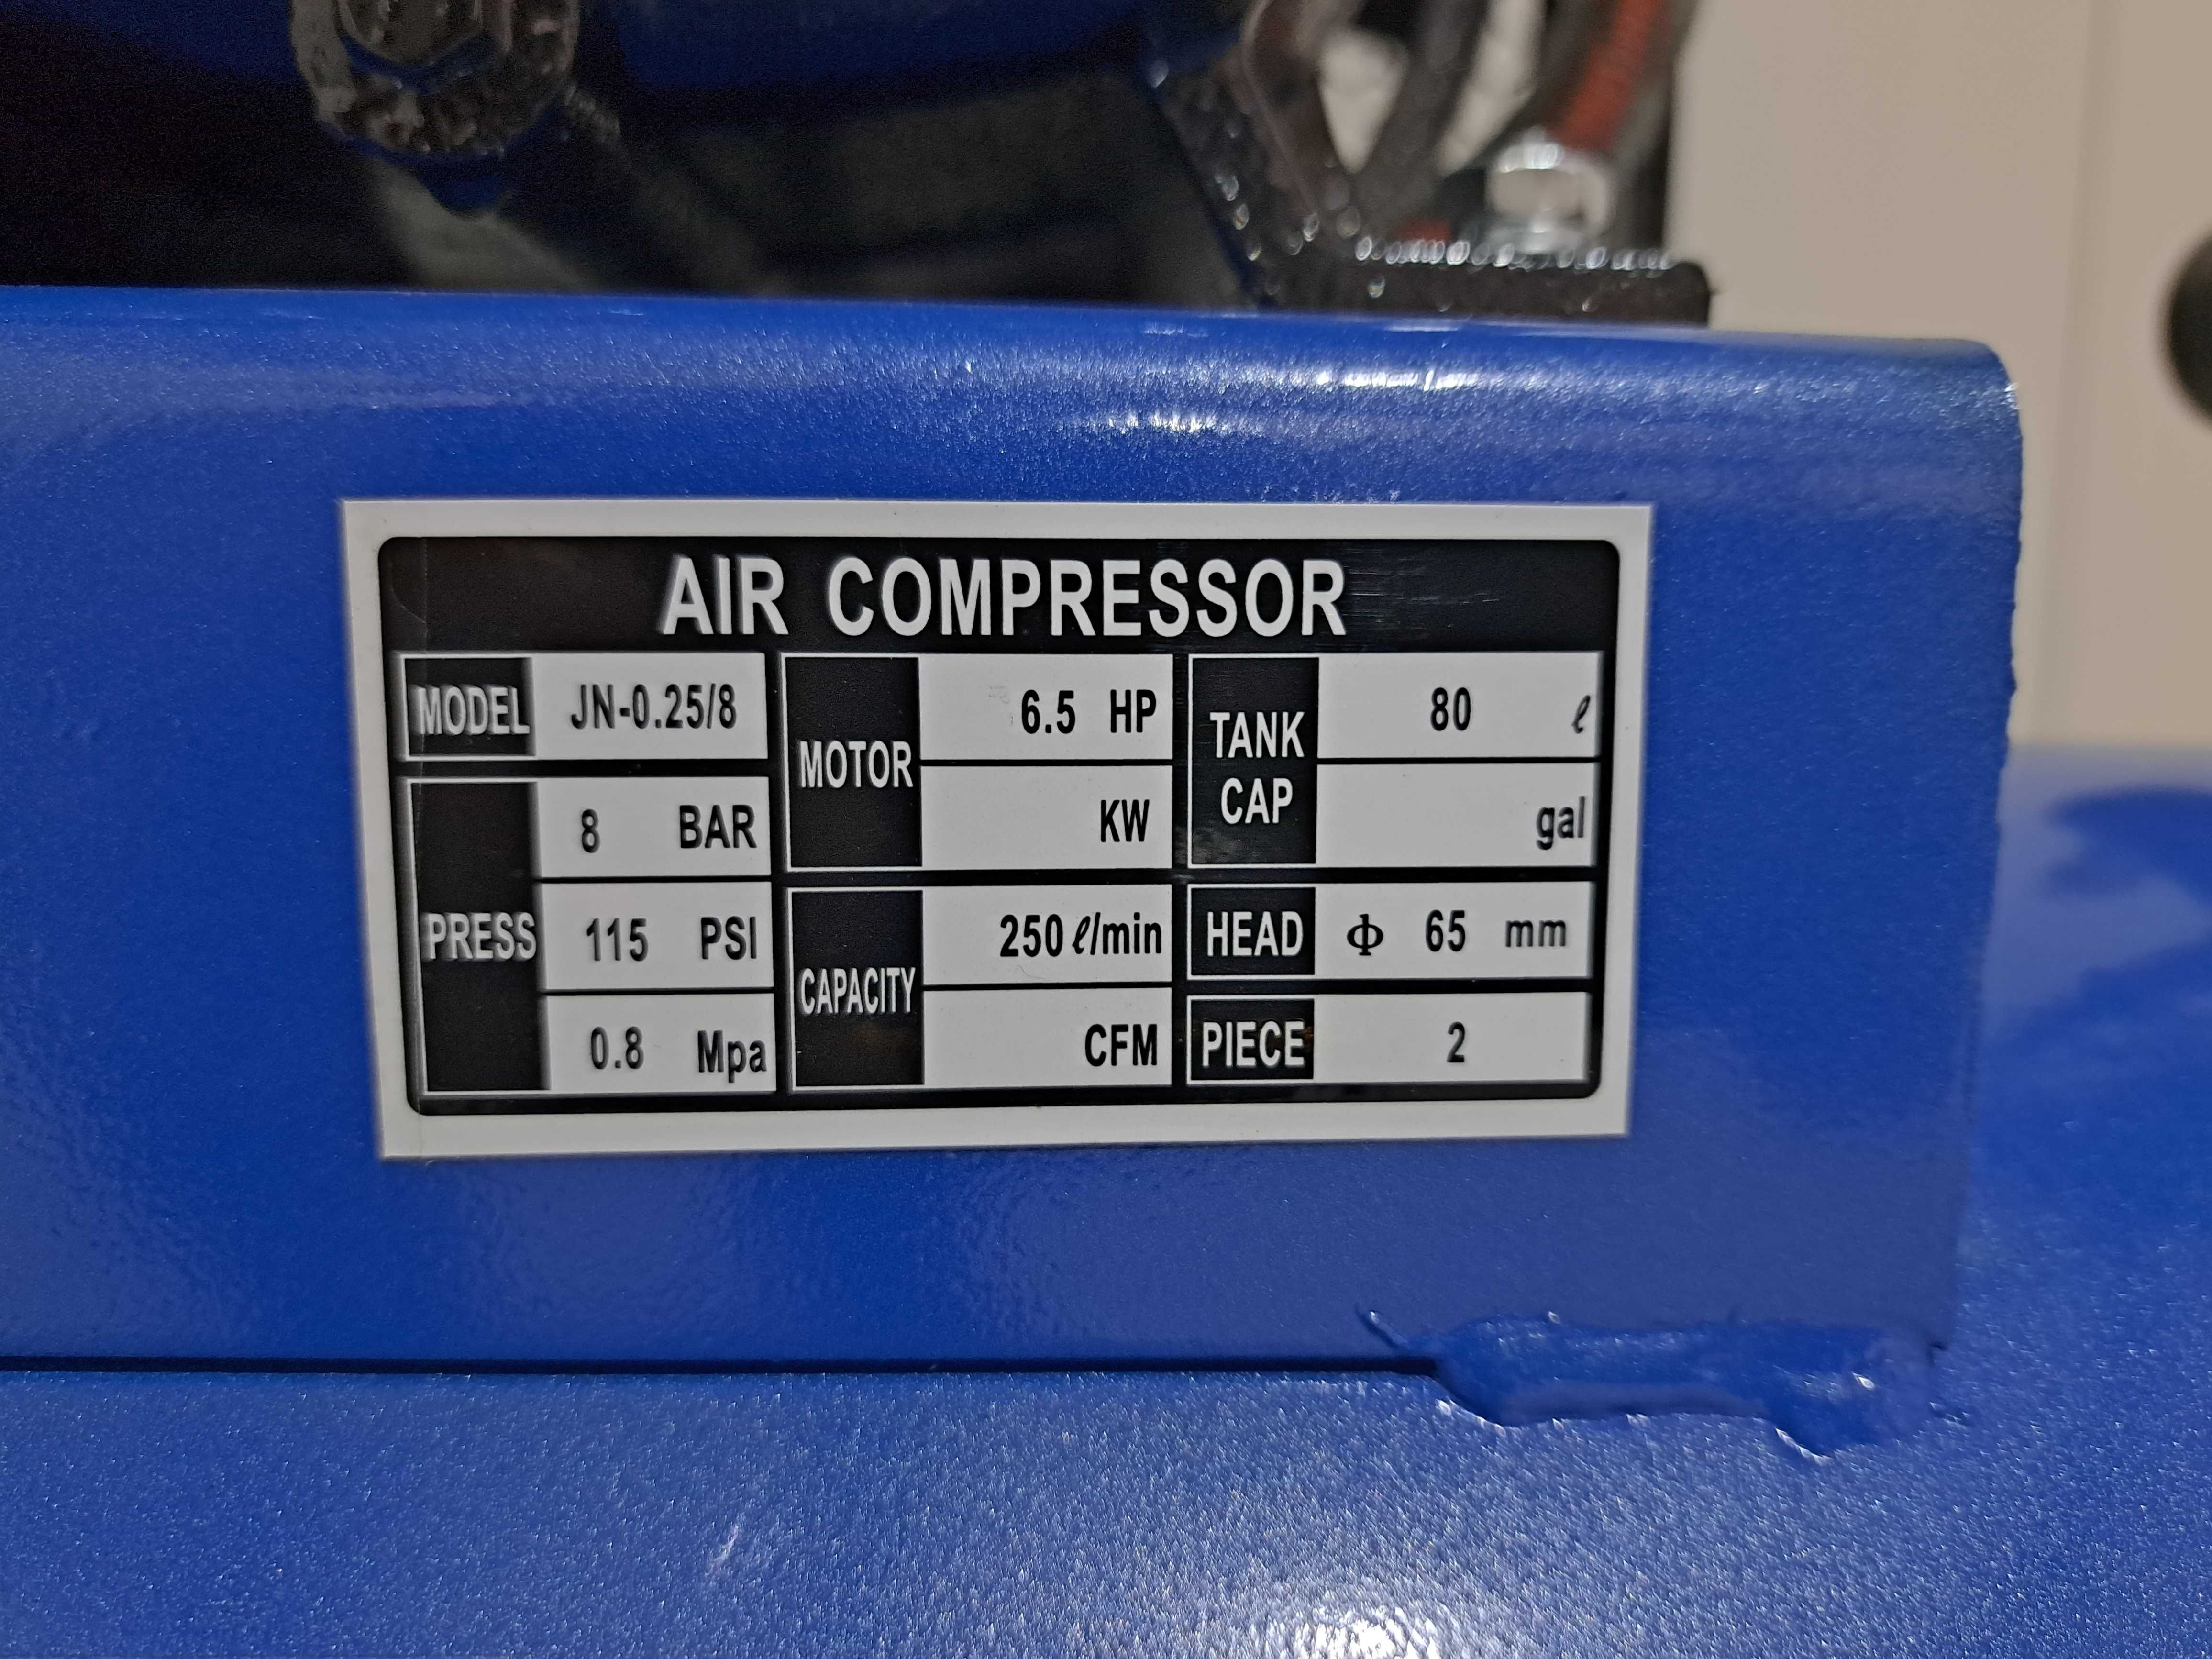 AIR COMPRESSOR
MODEL JN-0.25/8
PRESS
8 BAR
115 PSI
0.8 Mpa
MOTOR
6.5 HP
KW
CAPACITY
250 ℓ/min
CFM
TANK
CAP
80 ℓ
gal
HEAD Φ 65 mm
PIECE 2